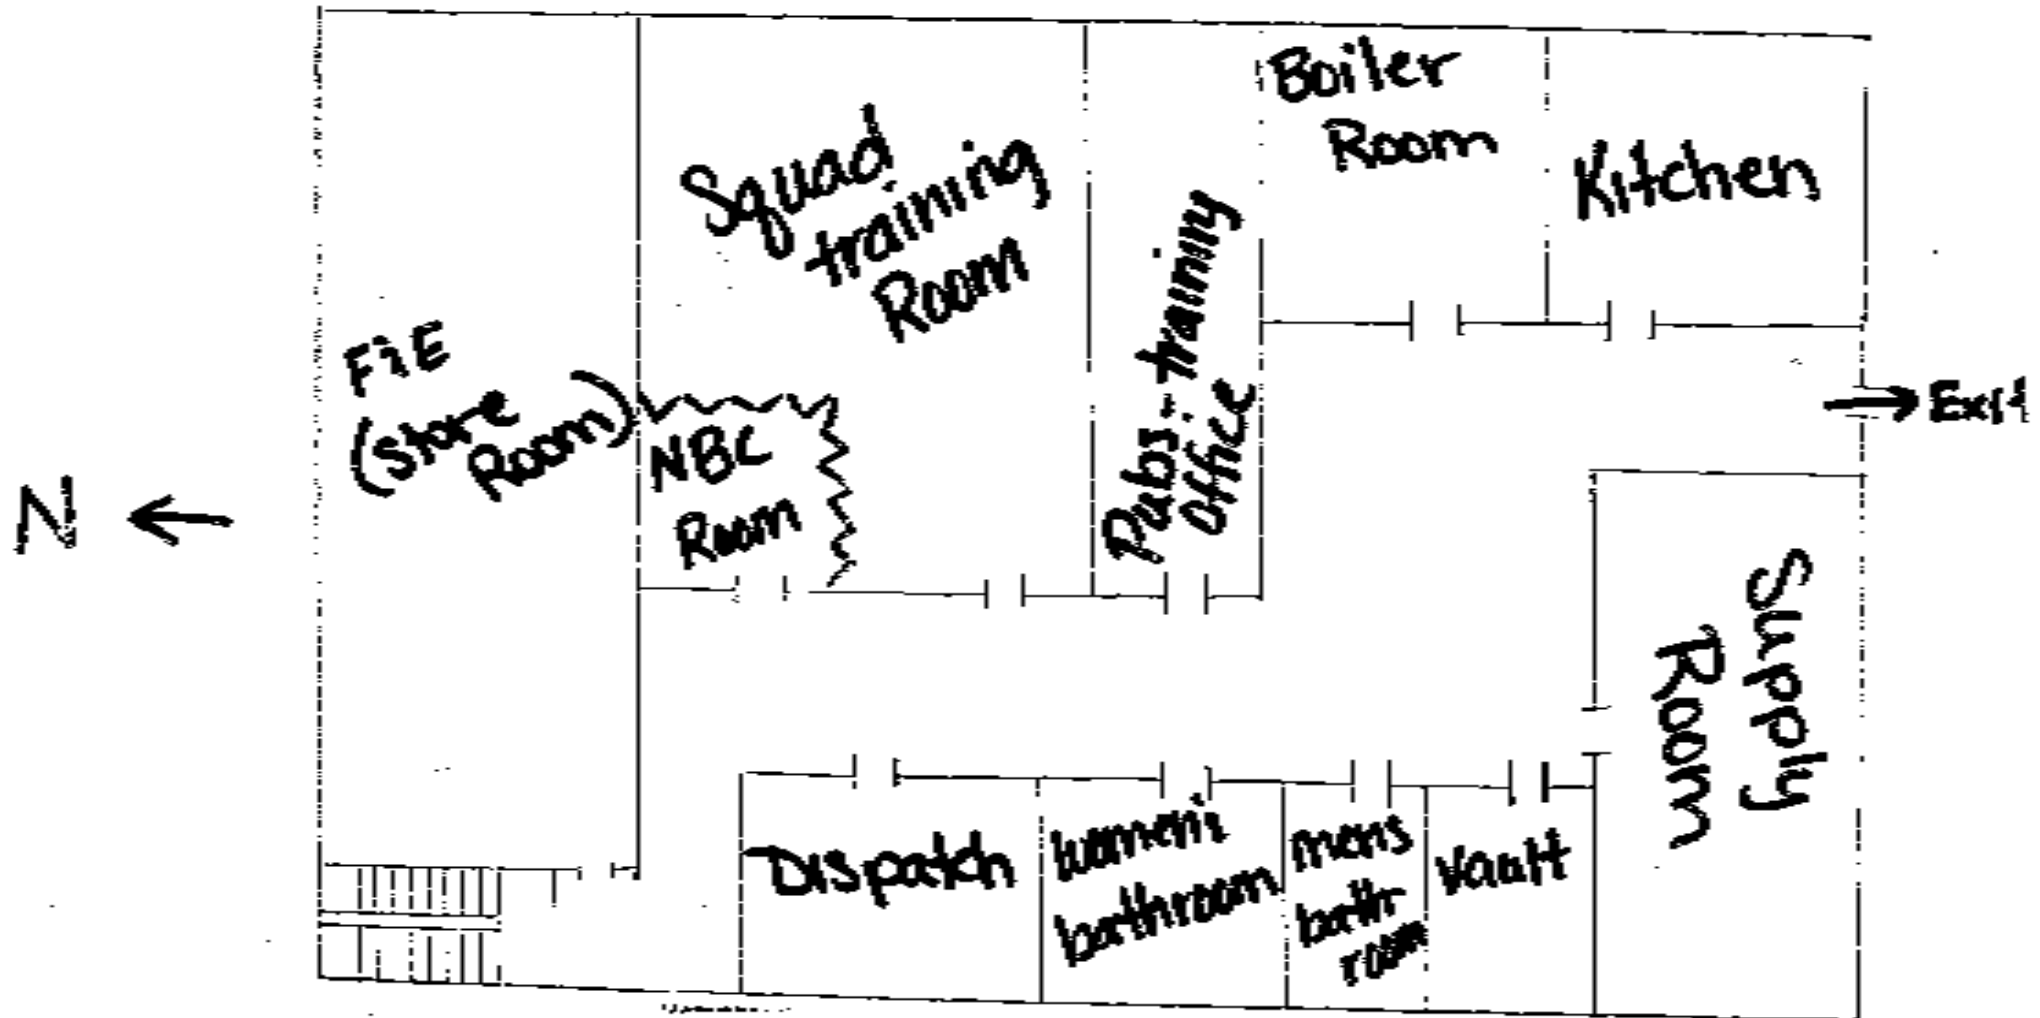 Boiler
Room
Kitchen
Squad
training
Room
Pubs-training
office
FiE
(Store
Room)
NBC
Room
Exit
N
Supply
Room
Dispatch
womens
bathroom
mens
bath
room
Vault